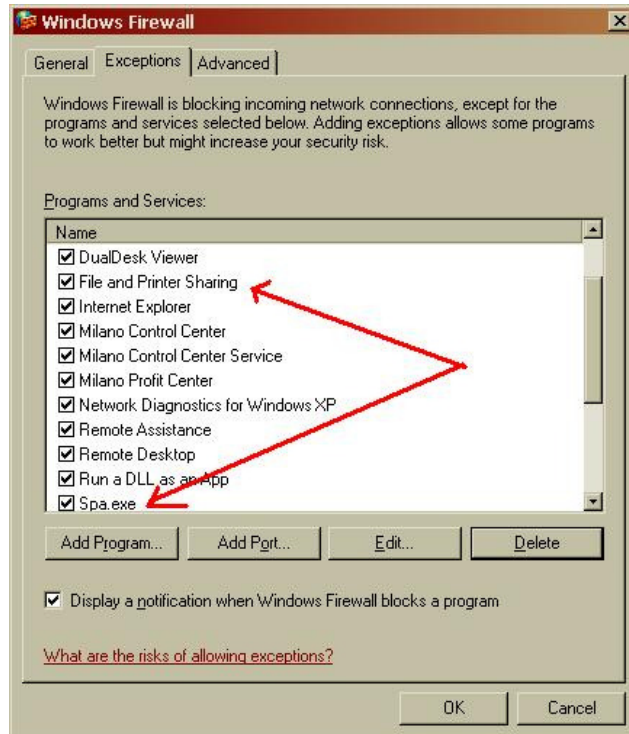 Windows Firewall
General Exceptions Advanced
Windows Firewall is blocking incoming network connections, except for the
programs and services selected below. Adding exceptions allows some programs
to work better but might increase your security risk.
Programs and Services:
Name
DualDesk Viewer
File and Printer Sharing
Internet Explorer
Milano Control Center
Milano Control Center Service
Milano Profit Center
Network Diagnostics for Windows XP
Remote Assistance
Remote Desktop
Run a DLL as an App
Spa.exe
Add Program... Add Port... Edit... Delete
Display a notification when Windows Firewall blocks a program
What are the risks of allowing exceptions?
OK Cancel